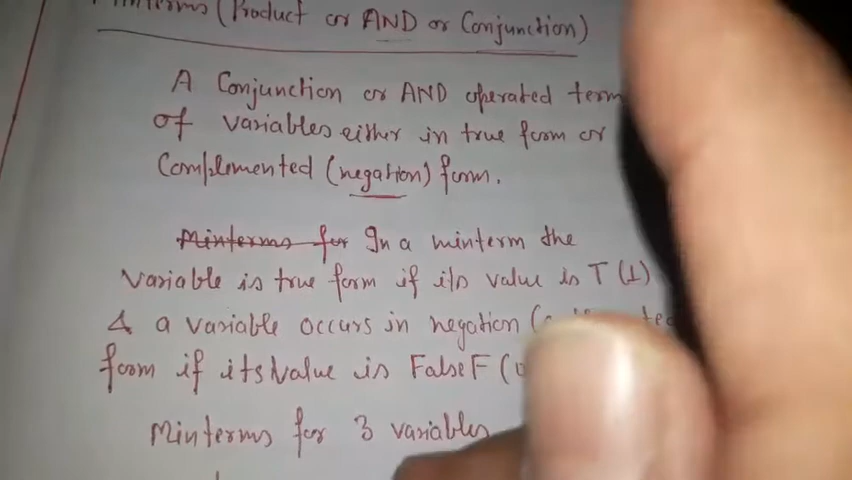 (Product or AND or Conjunction)
A Conjunction or AND operated term
of variables either in true form or
Complemented (negation) form.
Minterms for In a minterm the
variable is true form if its value is T (1)
& a variable occurs in negation (
form if its value is False F (
Minterms for 3 variables